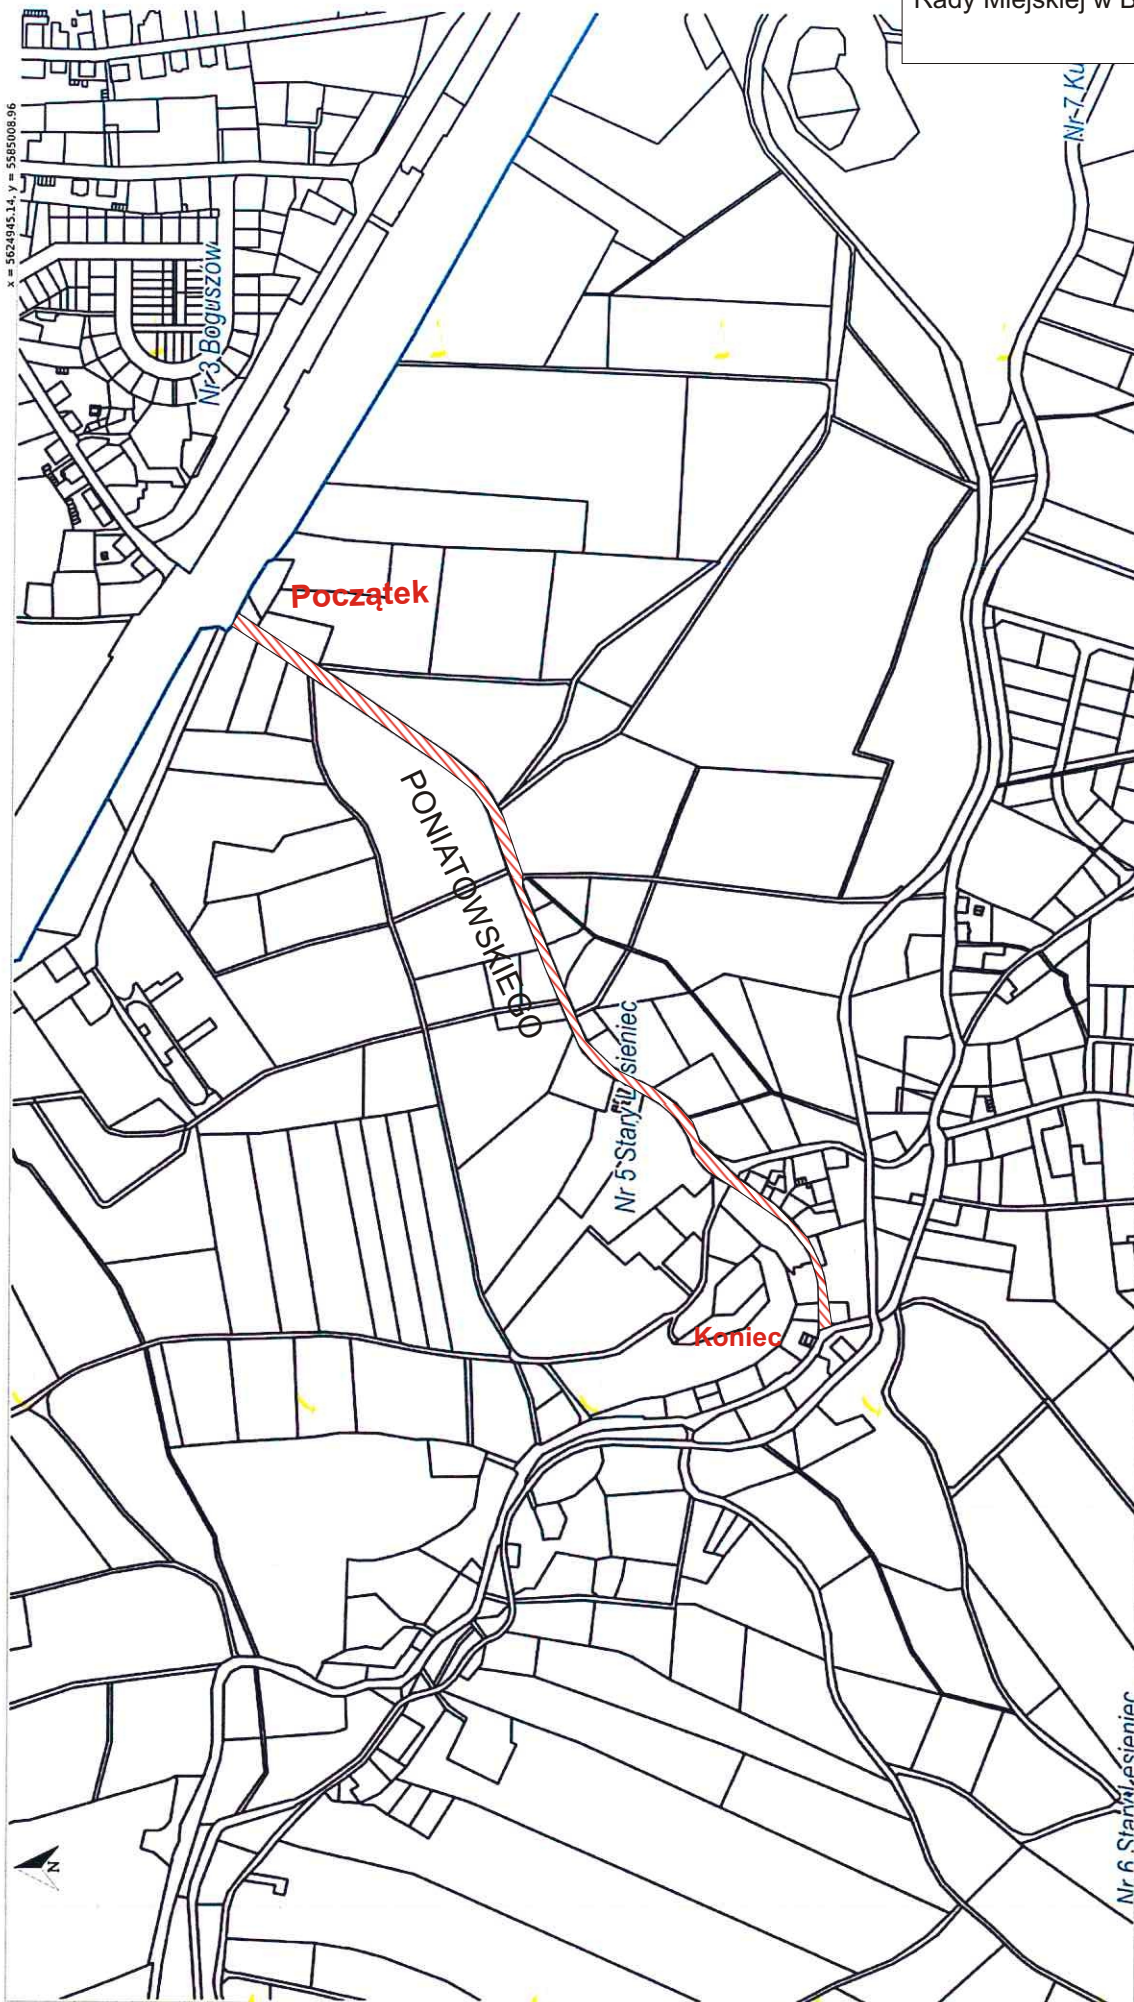 Rady Miejskiej w B
x = 5624945.14, y = 5585008.96
Nr 3 Boguszów
Nr 7 Ku
Początek
PONIATOWSKIEGO
Nr 5 Stary Lesieniec
Koniec
Nr 6 Stary Lesieniec
N